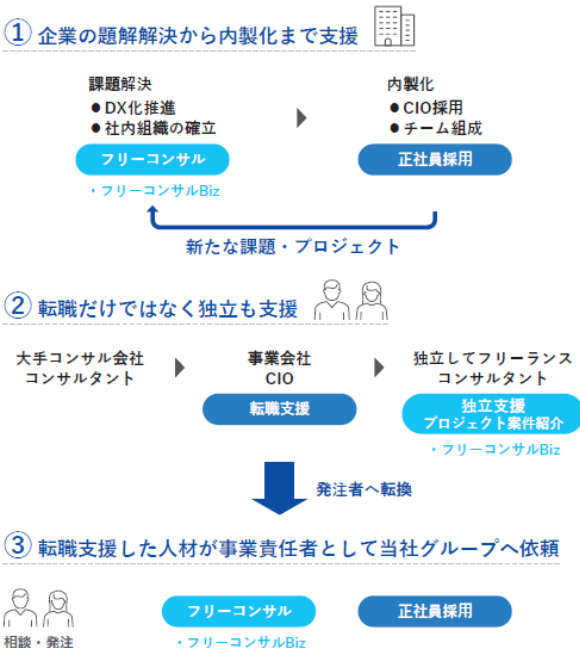 ① 企業の題解解決から内製化まで支援
課題解決
●DX化推進
●社内組織の確立
フリーコンサル
・フリーコンサルBiz
内製化
●CIO採用
●チーム組成
正社員採用
新たな課題・プロジェクト
② 転職だけではなく独立も支援
大手コンサル会社
コンサルタント
事業会社
CIO
転職支援
独立してフリーランス
コンサルタント
独立支援
プロジェクト案件紹介
・フリーコンサルBiz
発注者へ転換
③ 転職支援した人材が事業責任者として当社グループへ依頼
相談・発注
フリーコンサル
・フリーコンサルBiz
正社員採用